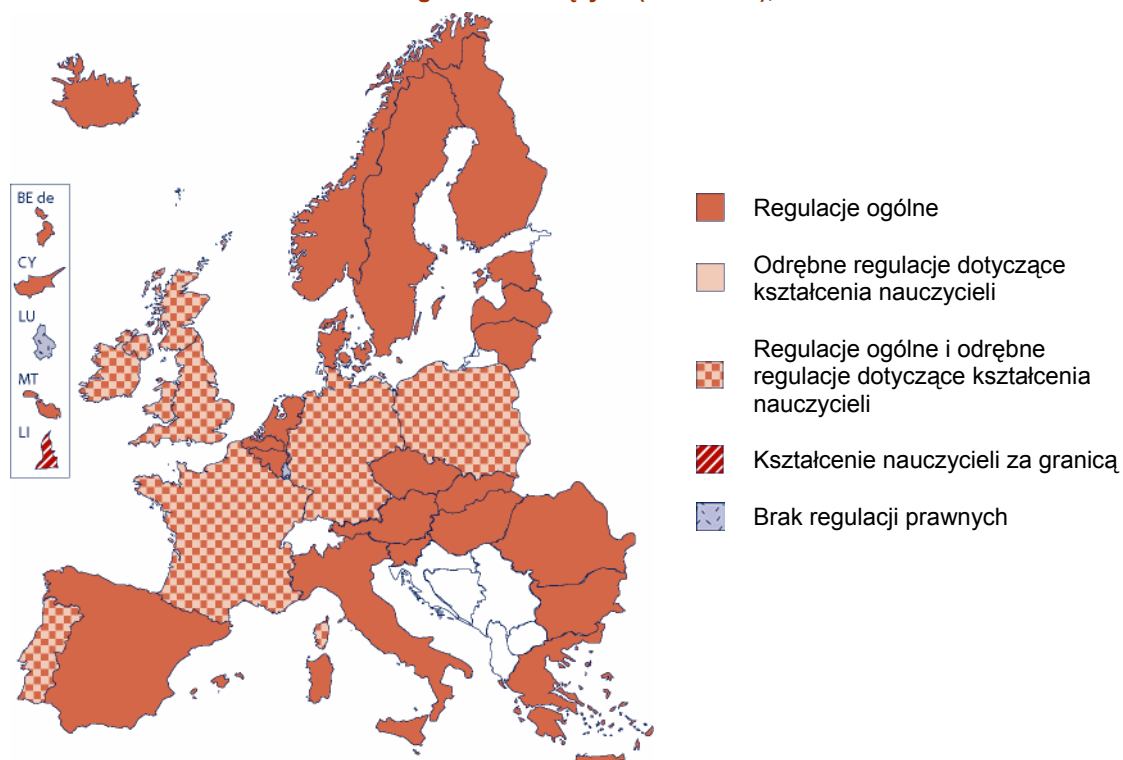 BE de
CY
LU
MT
LI
Regulacje ogólne
Odrębne regulacje dotyczące
kształcenia nauczycieli
Regulacje ogólne i odrębne
regulacje dotyczące kształcenia
nauczycieli
Kształcenie nauczycieli za granicą
Brak regulacji prawnych